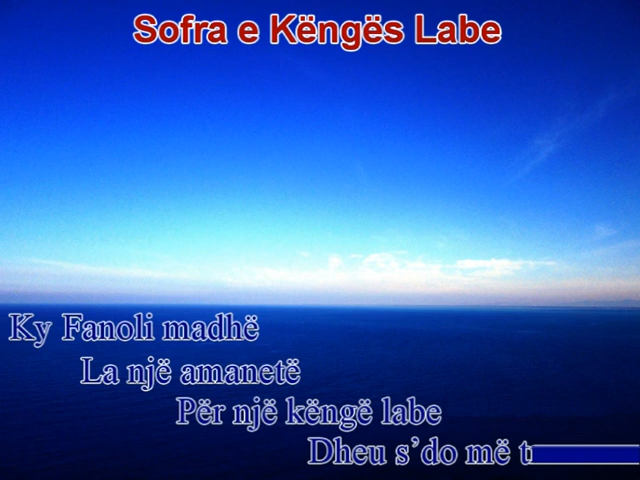 Sofra e Këngës Labe
Ky Fanoli madhë
La një amanetë
Për një këngë labe
Dheu s'do më